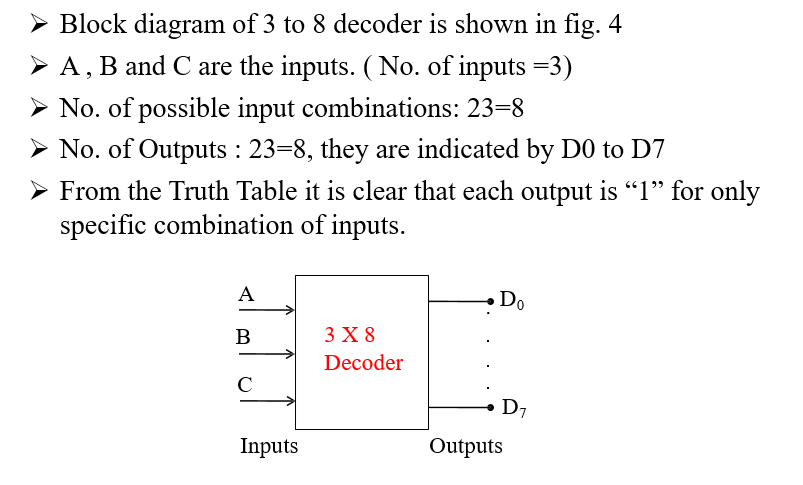 ➢ Block diagram of 3 to 8 decoder is shown in fig. 4
➢ A , B and C are the inputs. ( No. of inputs =3)
➢ No. of possible input combinations: 23=8
➢ No. of Outputs : 23=8, they are indicated by D0 to D7
➢ From the Truth Table it is clear that each output is “1” for only
specific combination of inputs.
A
D₀
B
3 X 8
Decoder
C
D₇
Inputs
Outputs